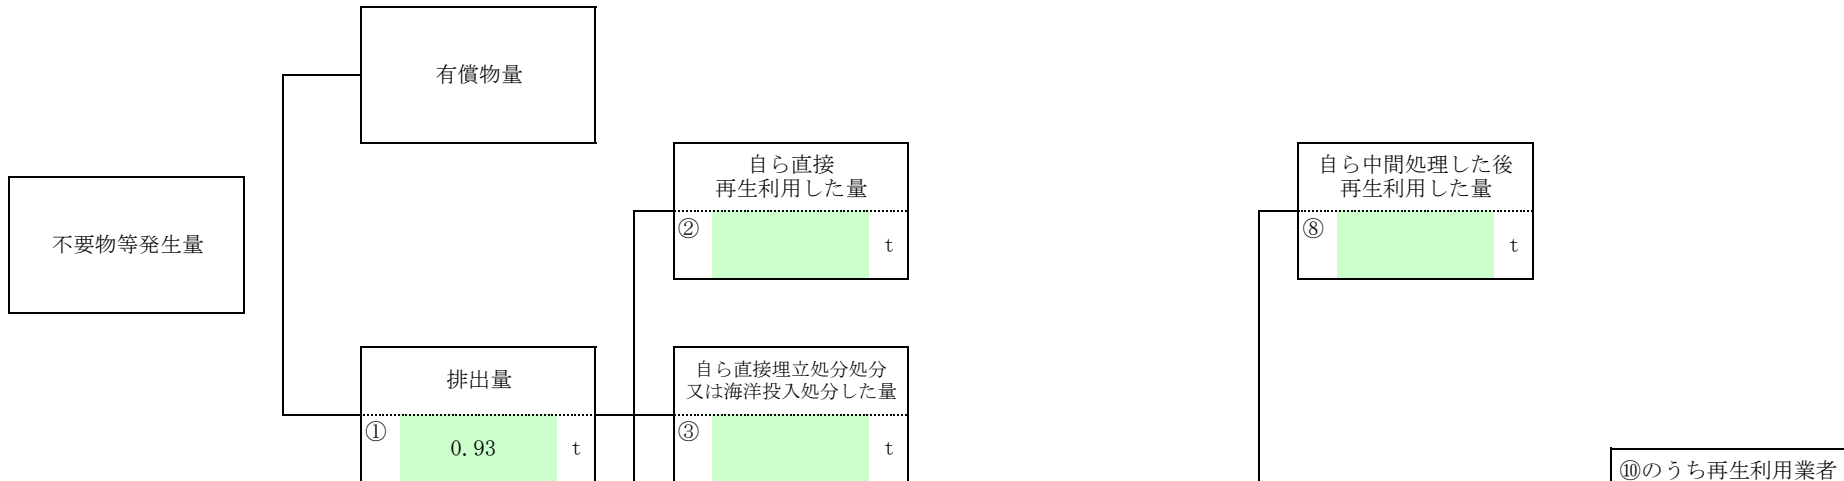 有償物量
自ら直接
再生利用した量
② t
自ら中間処理した後
再生利用した量
⑧ t
不要物等発生量
排出量
① 0.93 t
自ら直接埋立処分処分
又は海洋投入処分した量
③ t
⑩のうち再生利用業者